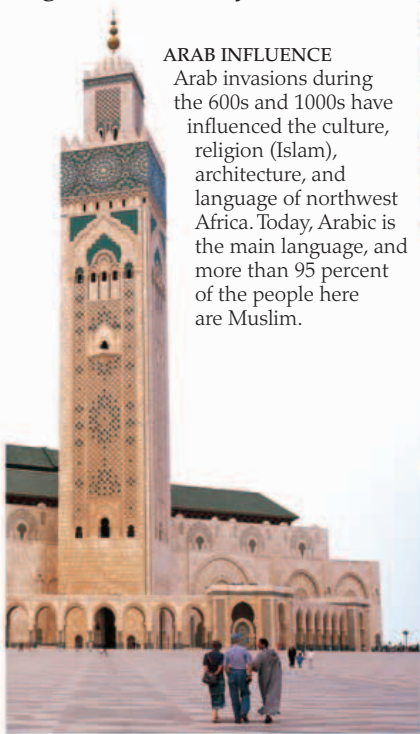 ARAB INFLUENCE
Arab invasions during
the 600s and 1000s have
influenced the culture,
religion (Islam),
architecture, and
language of northwest
Africa. Today, Arabic is
the main language, and
more than 95 percent
of the people here
are Muslim.